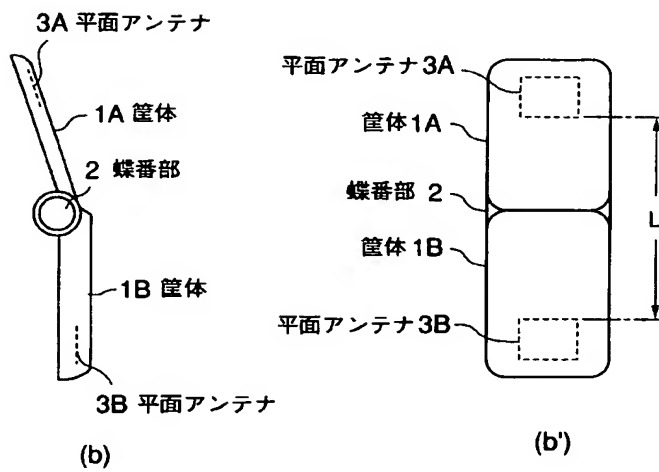 3A 平面アンテナ
1A 筐体
2 蝶番部
1B 筐体
3B 平面アンテナ
(b)
平面アンテナ 3A
筐体 1A
蝶番部 2
筐体 1B
平面アンテナ 3B
L
(b')